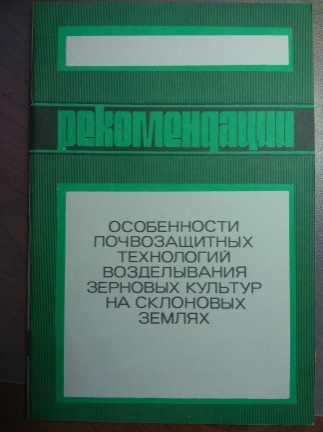 рекомендации
ОСОБЕННОСТИ
ПОЧВОЗАЩИТНЫХ
ТЕХНОЛОГИЙ
ВОЗДЕЛЫВАНИЯ
ЗЕРНОВЫХ КУЛЬТУР
НА СКЛОНОВЫХ
ЗЕМЛЯХ